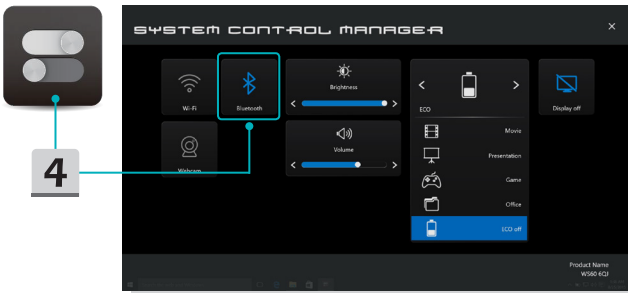 SYSTEM CONTROL MANAGER
Wi-Fi
Bluetooth
Brightness
ECO
Display off
Movie
Webcam
Volume
Presentation
Game
Office
ECO off
4
Product Name
WS60 6QJ